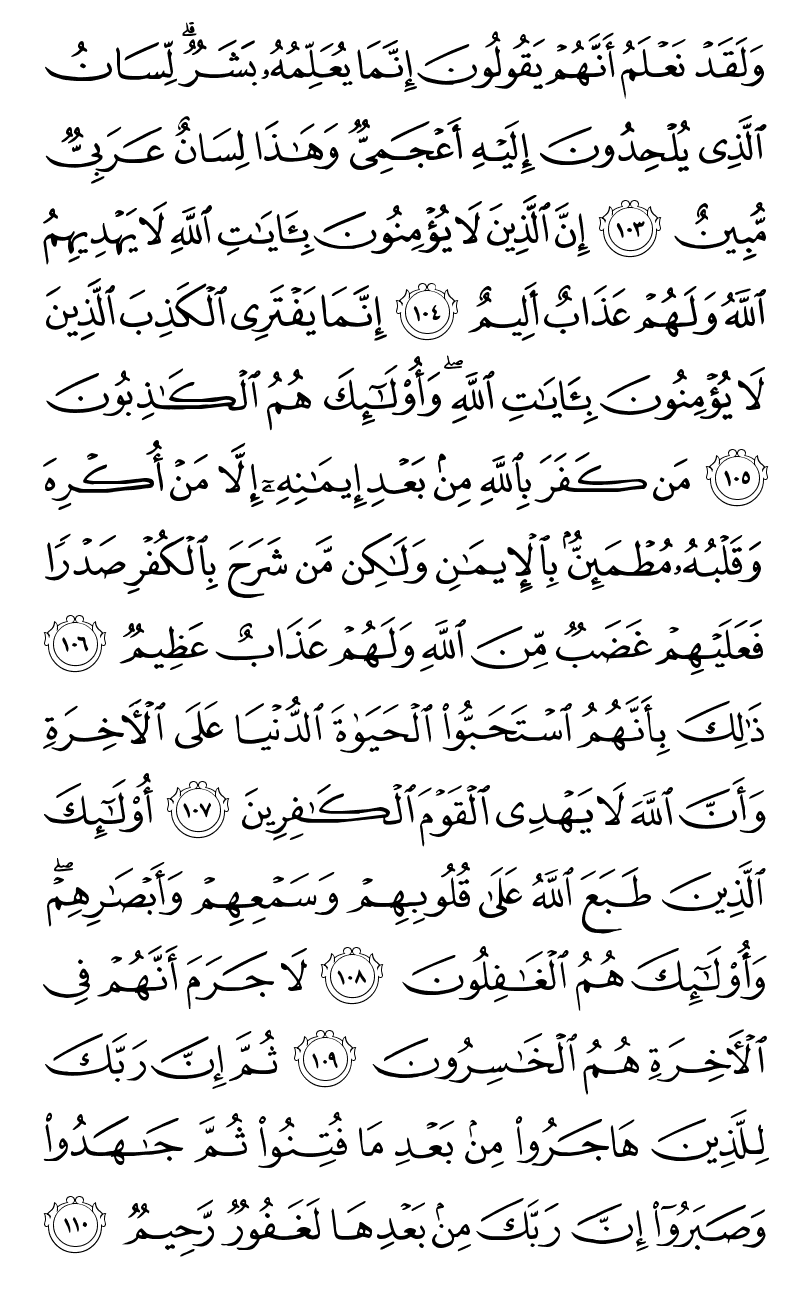 وَلَقَدۡ نَعۡلَمُ أَنَّهُمۡ يَقُولُونَ إِنَّمَا يُعَلِّمُهُۥ بَشَرٞۗ لِّسَانُ
ٱلَّذِي يُلۡحِدُونَ إِلَيۡهِ أَعۡجَمِيّٞ وَهَٰذَا لِسَانٌ عَرَبِيّٞ
مُّبِينٌ ١٠٣ إِنَّ ٱلَّذِينَ لَا يُؤۡمِنُونَ بِـَٔايَٰتِ ٱللَّهِ لَا يَهۡدِيهِمُ
ٱللَّهُ وَلَهُمۡ عَذَابٌ أَلِيمٌ ١٠٤ إِنَّمَا يَفۡتَرِي ٱلۡكَذِبَ ٱلَّذِينَ
لَا يُؤۡمِنُونَ بِـَٔايَٰتِ ٱللَّهِۖ وَأُوْلَٰٓئِكَ هُمُ ٱلۡكَٰذِبُونَ
١٠٥ مَن كَفَرَ بِٱللَّهِ مِنۢ بَعۡدِ إِيمَٰنِهِۦٓ إِلَّا مَنۡ أُكۡرِهَ
وَقَلۡبُهُۥ مُطۡمَئِنُّۢ بِٱلۡإِيمَٰنِ وَلَٰكِن مَّن شَرَحَ بِٱلۡكُفۡرِ صَدۡرٗا
فَعَلَيۡهِمۡ غَضَبٞ مِّنَ ٱللَّهِ وَلَهُمۡ عَذَابٌ عَظِيمٞ ١٠٦
ذَٰلِكَ بِأَنَّهُمُ ٱسۡتَحَبُّواْ ٱلۡحَيَوٰةَ ٱلدُّنۡيَا عَلَى ٱلۡأٓخِرَةِ
وَأَنَّ ٱللَّهَ لَا يَهۡدِي ٱلۡقَوۡمَ ٱلۡكَٰفِرِينَ ١٠٧ أُوْلَٰٓئِكَ
ٱلَّذِينَ طَبَعَ ٱللَّهُ عَلَىٰ قُلُوبِهِمۡ وَسَمۡعِهِمۡ وَأَبۡصَٰرِهِمۡۖ
وَأُوْلَٰٓئِكَ هُمُ ٱلۡغَٰفِلُونَ ١٠٨ لَا جَرَمَ أَنَّهُمۡ فِي
ٱلۡأٓخِرَةِ هُمُ ٱلۡخَٰسِرُونَ ١٠٩ ثُمَّ إِنَّ رَبَّكَ
لِلَّذِينَ هَاجَرُواْ مِنۢ بَعۡدِ مَا فُتِنُواْ ثُمَّ جَٰهَدُواْ
وَصَبَرُوٓاْ إِنَّ رَبَّكَ مِنۢ بَعۡدِهَا لَغَفُورٞ رَّحِيمٞ ١١٠